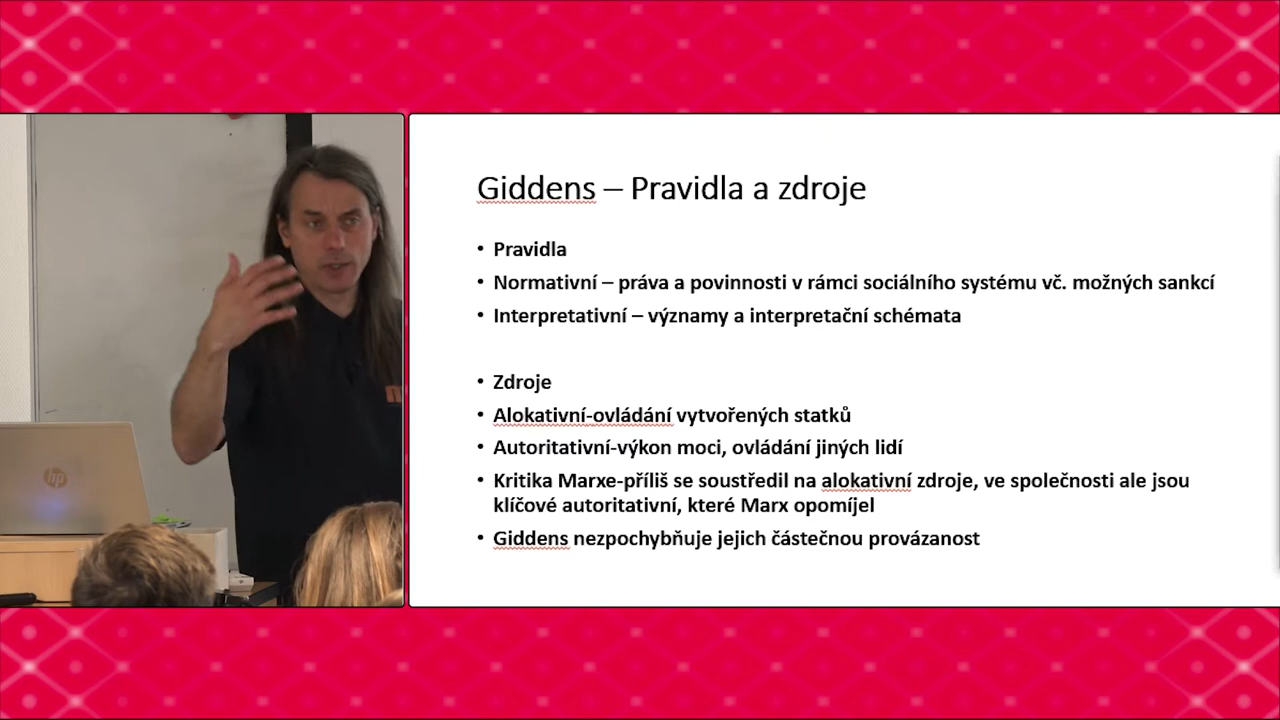 Giddens – Pravidla a zdroje
• Pravidla
• Normativní – práva a povinnosti v rámci sociálního systému vč. možných sankcí
• Interpretativní – významy a interpretační schémata
• Zdroje
• Alokativní-ovládání vytvořených statků
• Autoritativní-výkon moci, ovládání jiných lidí
• Kritika Marxe-příliš se soustředil na alokativní zdroje, ve společnosti ale jsou
klíčové autoritativní, které Marx opomíjel
• Giddens nezpochybňuje jejich částečnou provázanost
hp